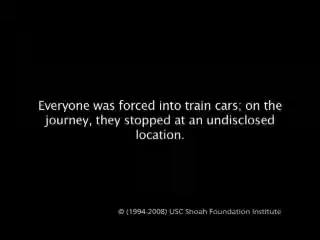 Everyone was forced into train cars; on the
journey, they stopped at an undisclosed
location.
© (1994-2008) USC Shoah Foundation Institute